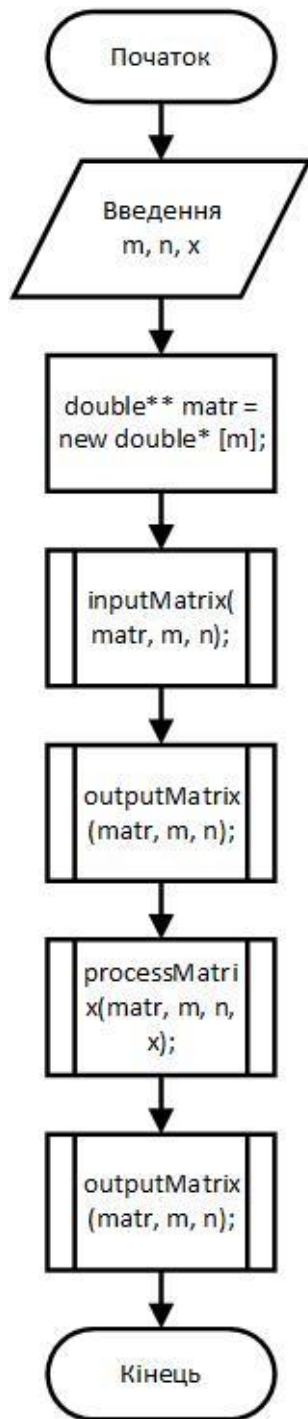 Початок
Введення
m, n, x
double** matr =
new double* [m];
inputMatrix(
matr, m, n);
outputMatrix
(matr, m, n);
processMatri
x(matr, m, n,
x);
outputMatrix
(matr, m, n);
Кінець